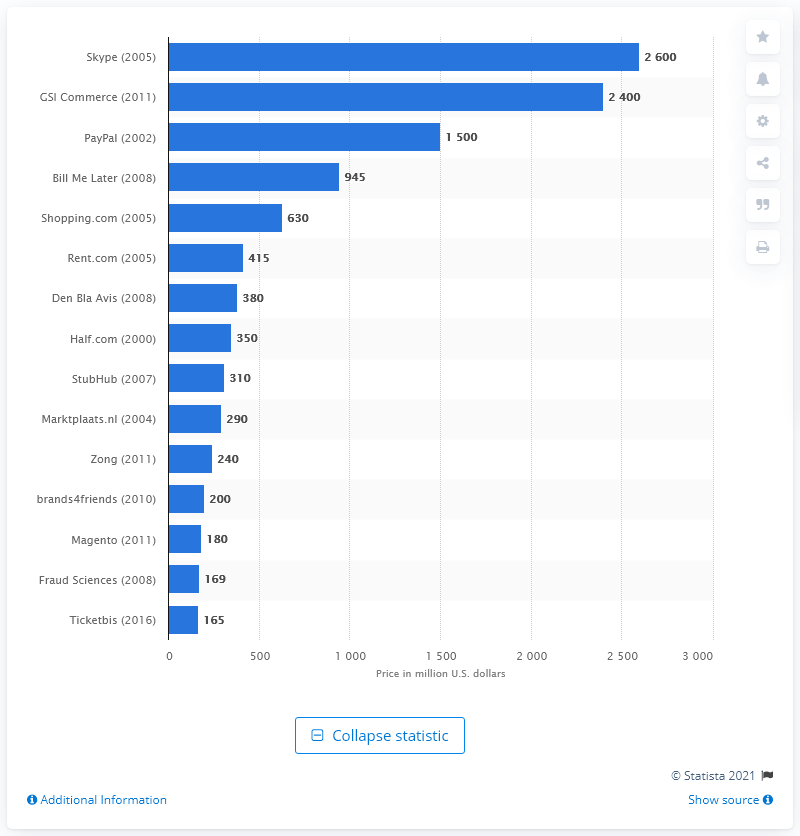 Skype (2005) 2 600
GSI Commerce (2011) 2 400
PayPal (2002) 1 500
Bill Me Later (2008) 945
Shopping.com (2005) 630
Rent.com (2005) 415
Den Bla Avis (2008) 380
Half.com (2000) 350
StubHub (2007) 310
Marktplaats.nl (2004) 290
Zong (2011) 240
brands4friends (2010) 200
Magento (2011) 180
Fraud Sciences (2008) 169
Ticketbis (2016) 165
0 500 1 000 1 500 2 000 2 500 3 000
Price in million U.S. dollars
Collapse statistic
© Statista 2021
Additional Information Show source